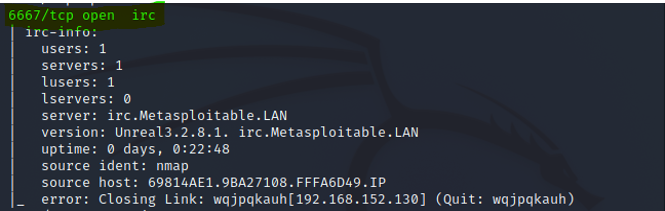 6667/tcp open  irc
| irc-info:
|   users: 1
|   servers: 1
|   lusers: 1
|   lservers: 0
|   server: irc.Metasploitable.LAN
|   version: Unreal3.2.8.1. irc.Metasploitable.LAN
|   uptime: 0 days, 0:22:48
|   source ident: nmap
|   source host: 69814AE1.9BA27108.FFFA6D49.IP
|_  error: Closing Link: wqjpqkauh[192.168.152.130] (Quit: wqjpqkauh)